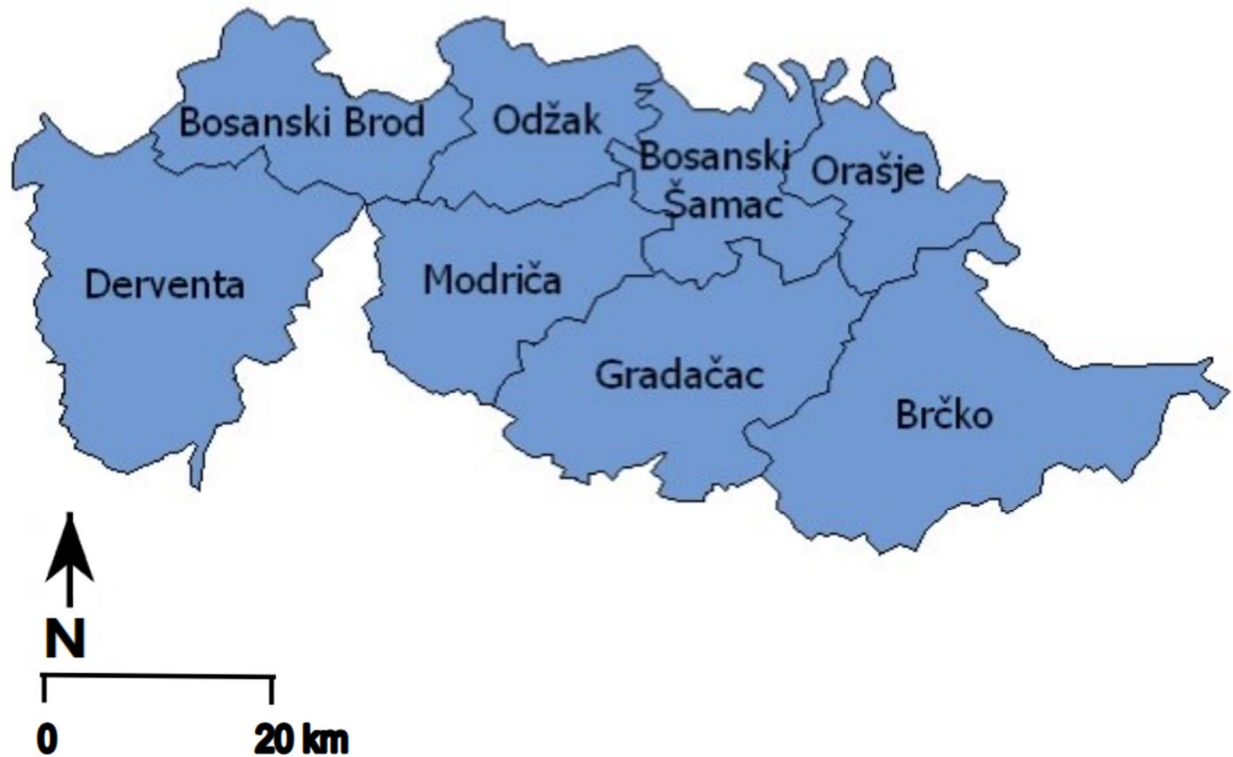 Bosanski Brod
Odžak
Bosanski
Šamac
Orašje
Derventa
Modriča
Gradačac
Brčko
N
0 20 km